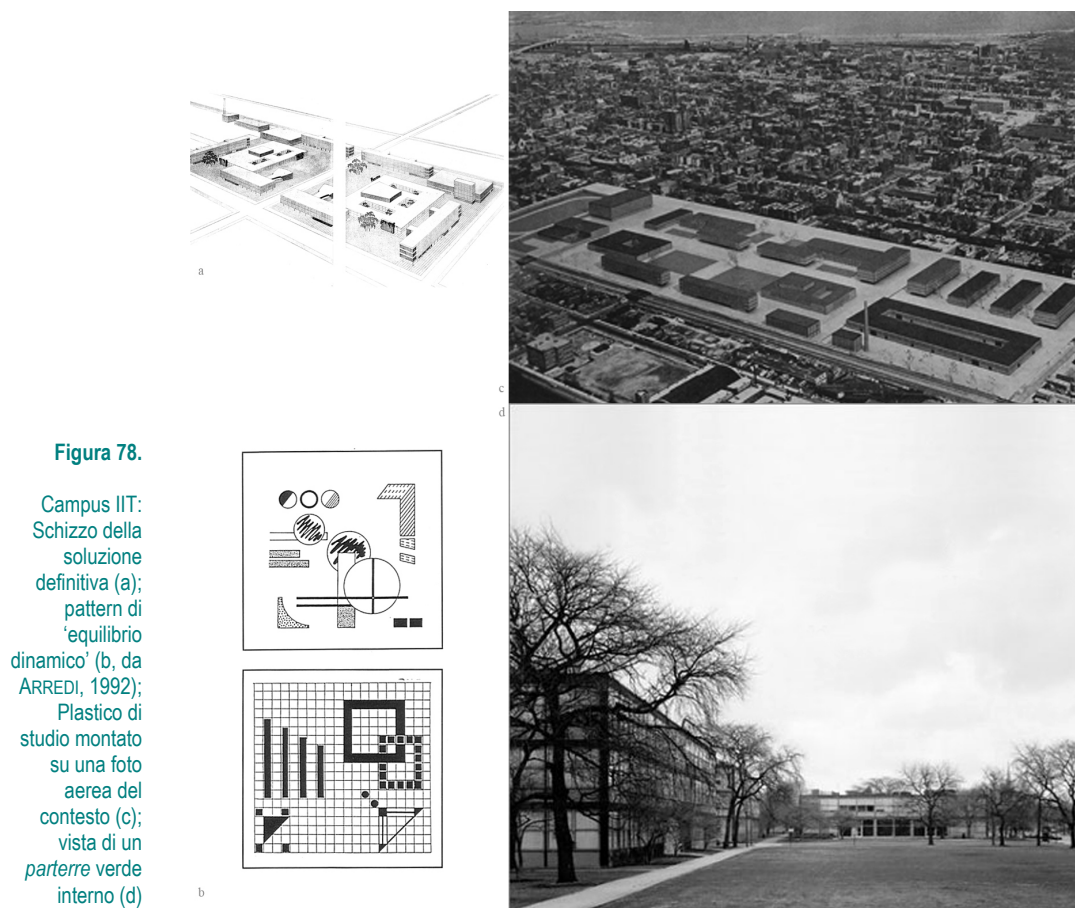 a
c
d
Figura 78.
Campus IIT:
Schizzo della
soluzione
definitiva (a);
pattern di
‘equilibrio
dinamico’ (b, da
ARREDI, 1992);
Plastico di
studio montato
su una foto
aerea del
contesto (c);
vista di un
parterre verde
interno (d)
b